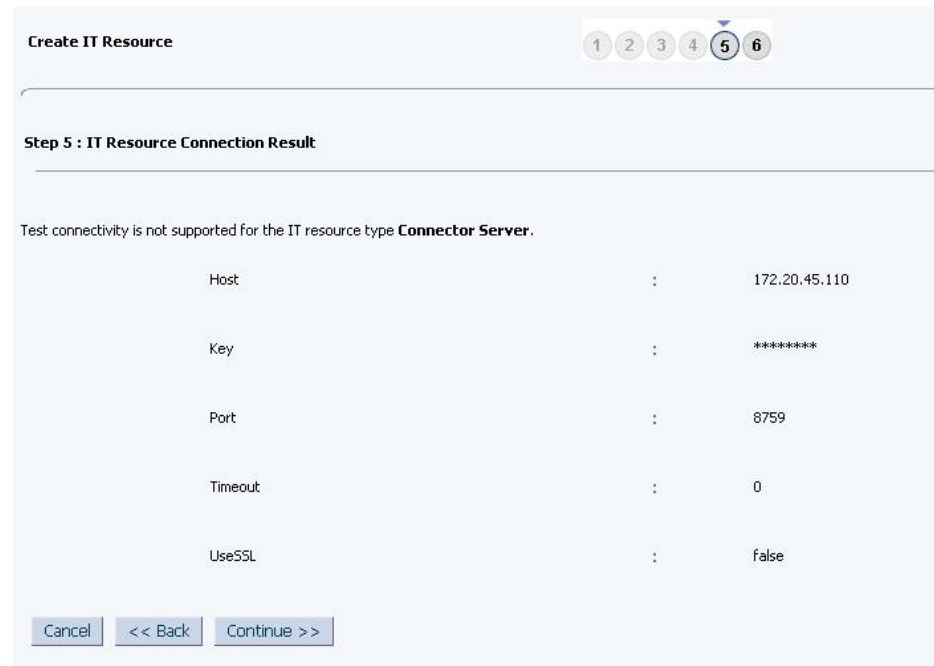 Create IT Resource 1 2 3 4 5 6
Step 5 : IT Resource Connection Result
Test connectivity is not supported for the IT resource type Connector Server.
Host : 172.20.45.110
Key : ********
Port : 8759
Timeout : 0
UseSSL : false
Cancel << Back Continue >>